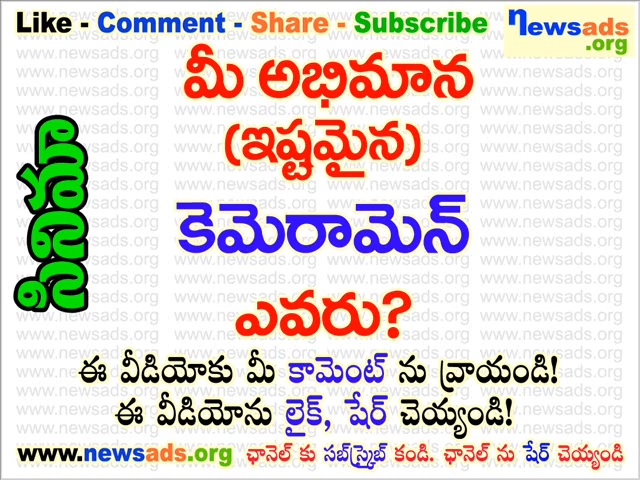 Like - Comment - Share - Subscribe
newsads
.org
మీ అభిమాన
(ఇష్టమైన)
సినిమా
కెమెరామెన్
ఎవరు?
ఈ వీడియోకు మీ కామెంట్ ను వ్రాయండి!
ఈ వీడియోను లైక్, షేర్ చెయ్యండి!
www.newsads.org ఛానెల్ కు సబ్‌స్క్రైబ్ కండి. ఛానెల్ ను షేర్ చెయ్యండి